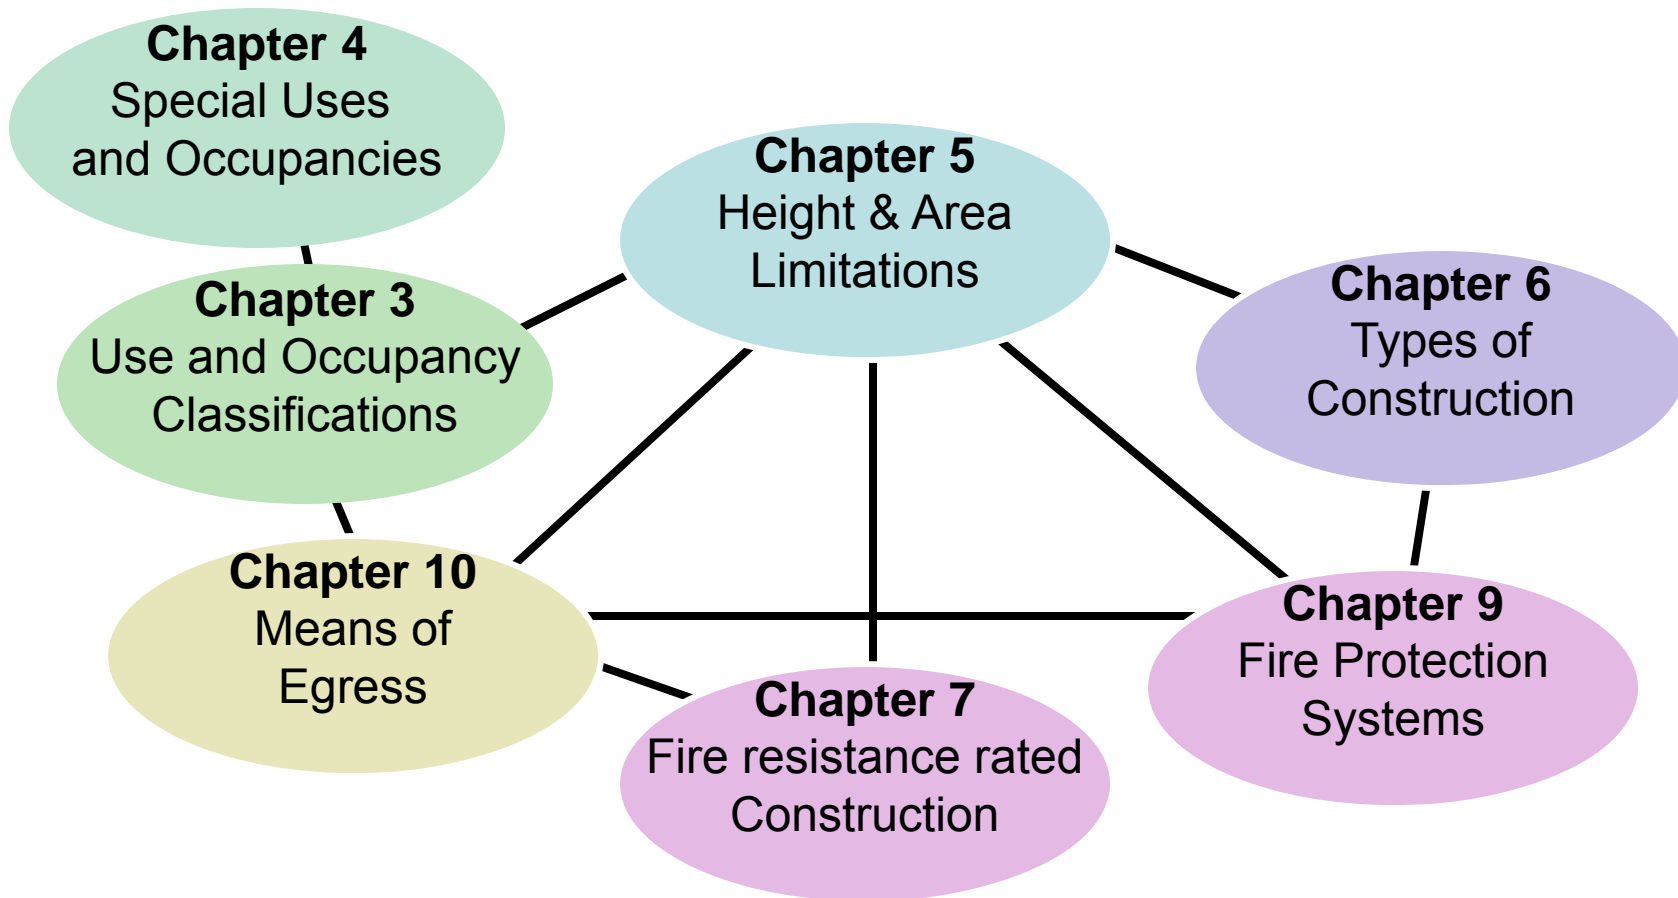 Chapter 4
Special Uses
and Occupancies
Chapter 5
Height & Area
Limitations
Chapter 3
Use and Occupancy
Classifications
Chapter 6
Types of
Construction
Chapter 10
Means of
Egress
Chapter 9
Fire Protection
Systems
Chapter 7
Fire resistance rated
Construction